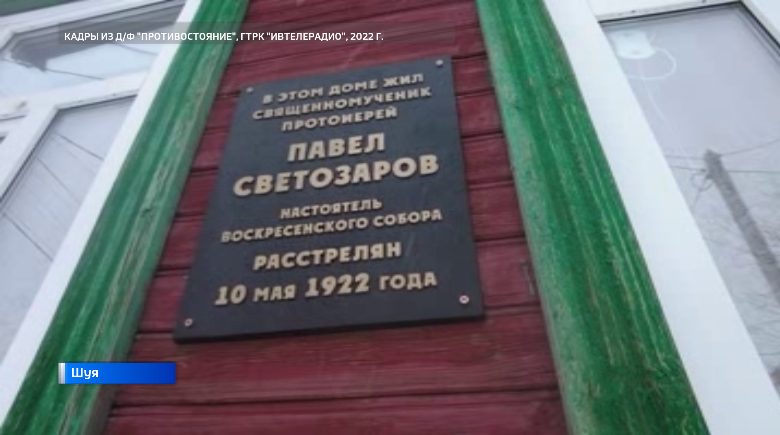 КАДРЫ ИЗ Д/Ф "ПРОТИВОСТОЯНИЕ", ГТРК "ИВТЕЛЕРАДИО", 2022 Г.
В ЭТОМ ДОМЕ ЖИЛ
СВЯЩЕННОМУЧЕНИК
ПРОТОИЕРЕЙ
ПАВЕЛ
СВЕТОЗАРОВ
НАСТОЯТЕЛЬ
ВОСКРЕСЕНСКОГО СОБОРА
РАССТРЕЛЯН
10 МАЯ 1922 ГОДА
Шуя